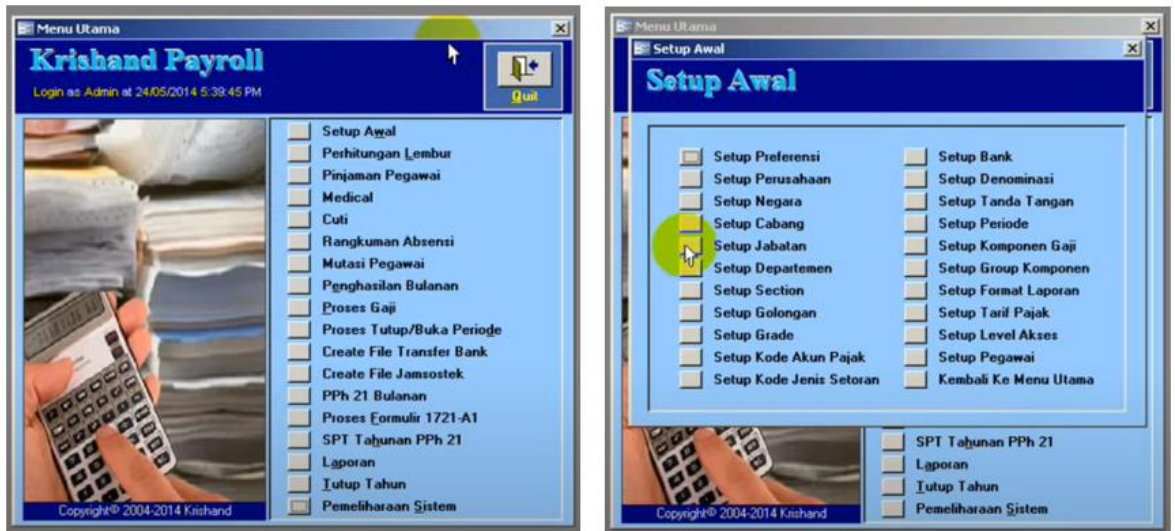 Menu Utama
Krishand Payroll
Login as Admin at 24/05/2014 5:39:45 PM
Quit
Setup Awal
Perhitungan Lembur
Pinjaman Pegawai
Medical
Cuti
Rangkuman Absensi
Mutasi Pegawai
Penghasilan Bulanan
Proses Gaji
Proses Tutup/Buka Periode
Create File Transfer Bank
Create File Jamsostek
PPh 21 Bulanan
Proses Formulir 1721-A1
SPT Tahunan PPh 21
Laporan
Tutup Tahun
Pemeliharaan Sistem
Copyright© 2004-2014 Krishand
Menu Utama
Setup Awal
Setup Awal
Setup Preferensi
Setup Perusahaan
Setup Negara
Setup Cabang
Setup Jabatan
Setup Departemen
Setup Section
Setup Golongan
Setup Grade
Setup Kode Akun Pajak
Setup Kode Jenis Setoran
Setup Bank
Setup Denominasi
Setup Tanda Tangan
Setup Periode
Setup Komponen Gaji
Setup Group Komponen
Setup Format Laporan
Setup Tarif Pajak
Setup Level Akses
Setup Pegawai
Kembali Ke Menu Utama
SPT Tahunan PPh 21
Laporan
Tutup Tahun
Pemeliharaan Sistem
Copyright© 2004-2014 Krishand